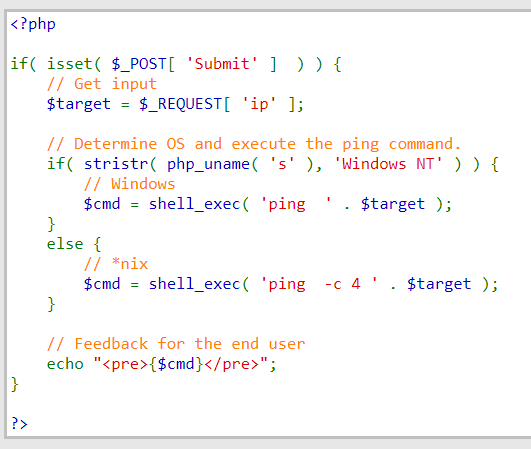 <?php

if( isset( $_POST[ 'Submit' ]  ) ) {
    // Get input
    $target = $_REQUEST[ 'ip' ];

    // Determine OS and execute the ping command.
    if( stristr( php_uname( 's' ), 'Windows NT' ) ) {
        // Windows
        $cmd = shell_exec( 'ping  ' . $target );
    }
    else {
        // *nix
        $cmd = shell_exec( 'ping  -c 4 ' . $target );
    }

    // Feedback for the end user
    echo "<pre>{$cmd}</pre>";
}

?>